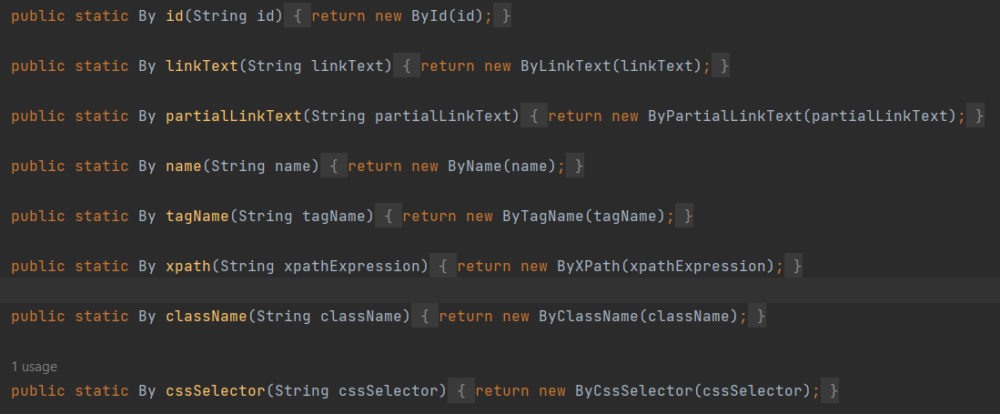 public static By id(String id) { return new ById(id); }
public static By linkText(String linkText) { return new ByLinkText(linkText); }
public static By partialLinkText(String partialLinkText) { return new ByPartialLinkText(partialLinkText); }
public static By name(String name) { return new ByName(name); }
public static By tagName(String tagName) { return new ByTagName(tagName); }
public static By xpath(String xpathExpression) { return new ByXPath(xpathExpression); }
public static By className(String className) { return new ByClassName(className); }
1 usage
public static By cssSelector(String cssSelector) { return new ByCssSelector(cssSelector); }